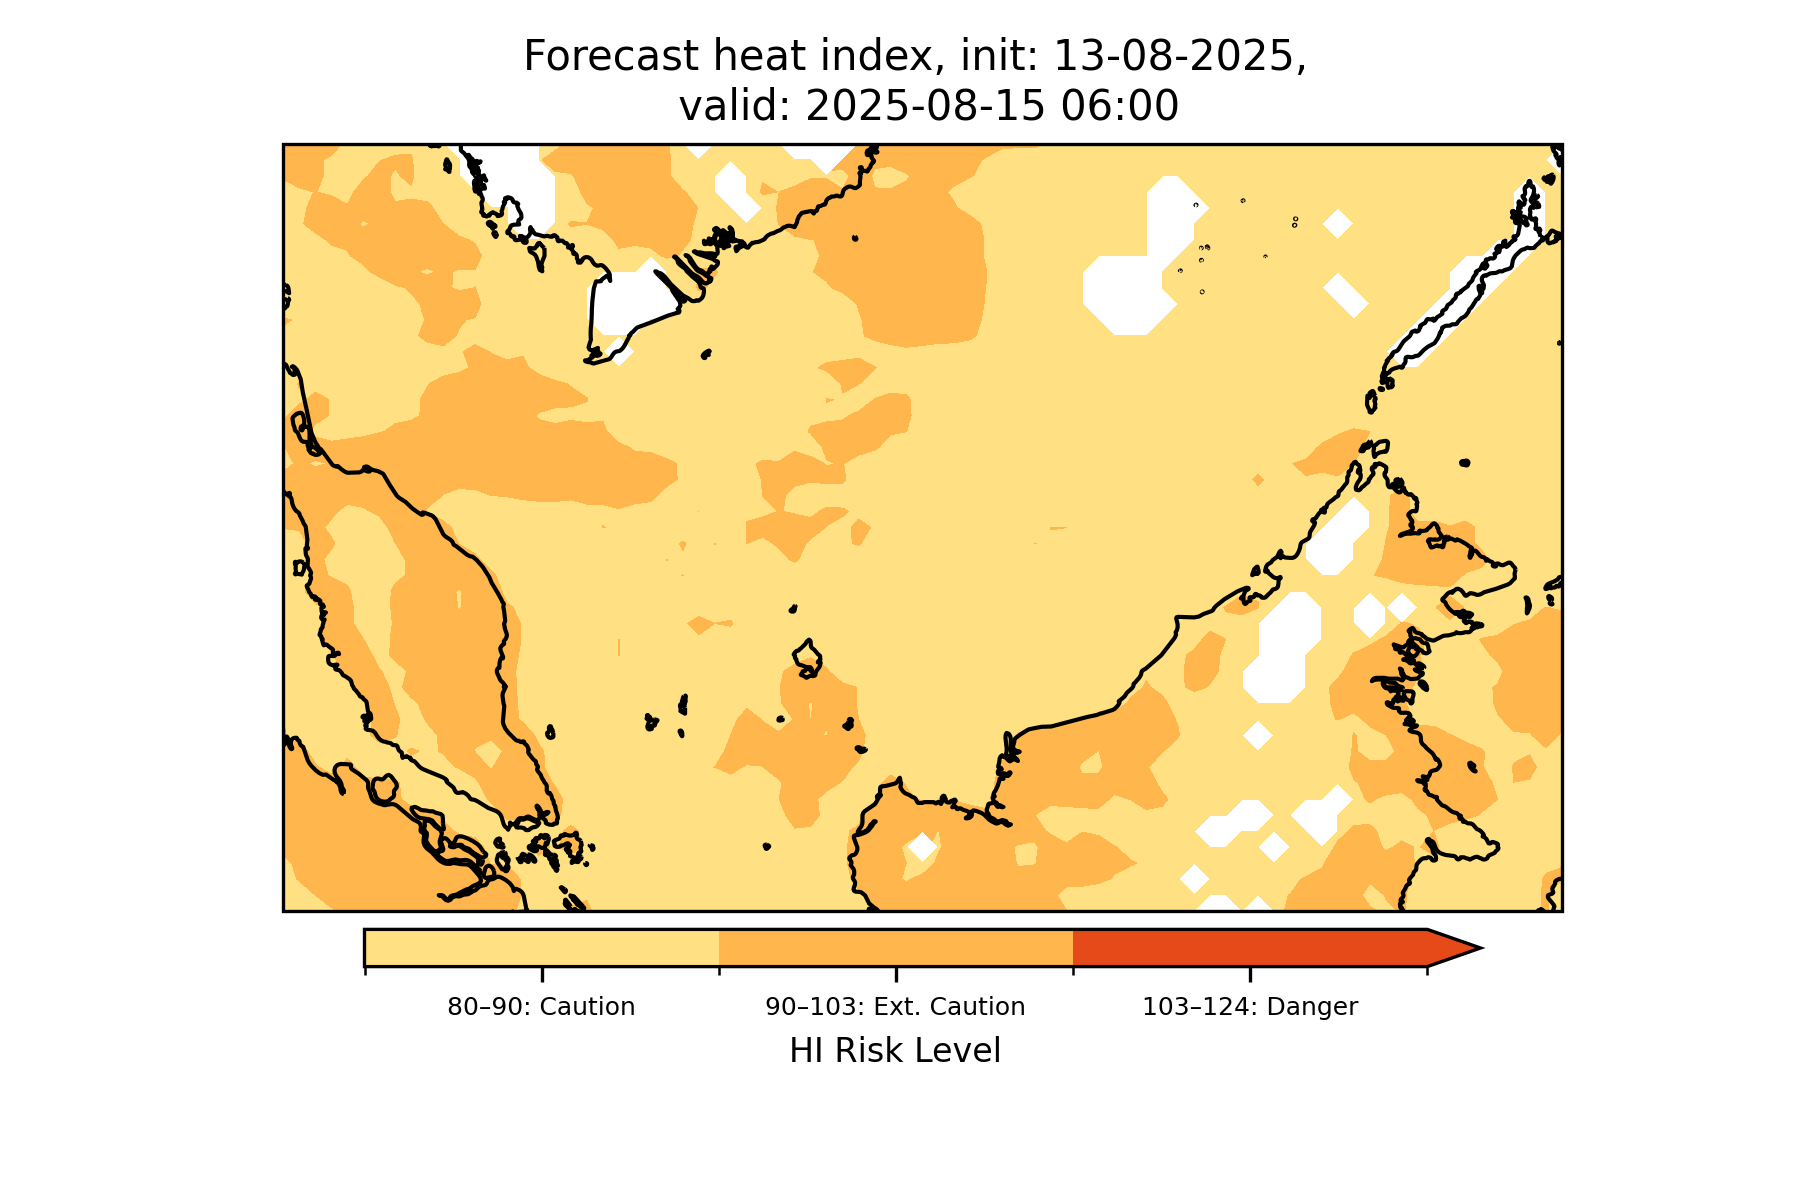 Forecast heat index, init: 13-08-2025,
valid: 2025-08-15 06:00
80–90: Caution
90–103: Ext. Caution
103–124: Danger
HI Risk Level